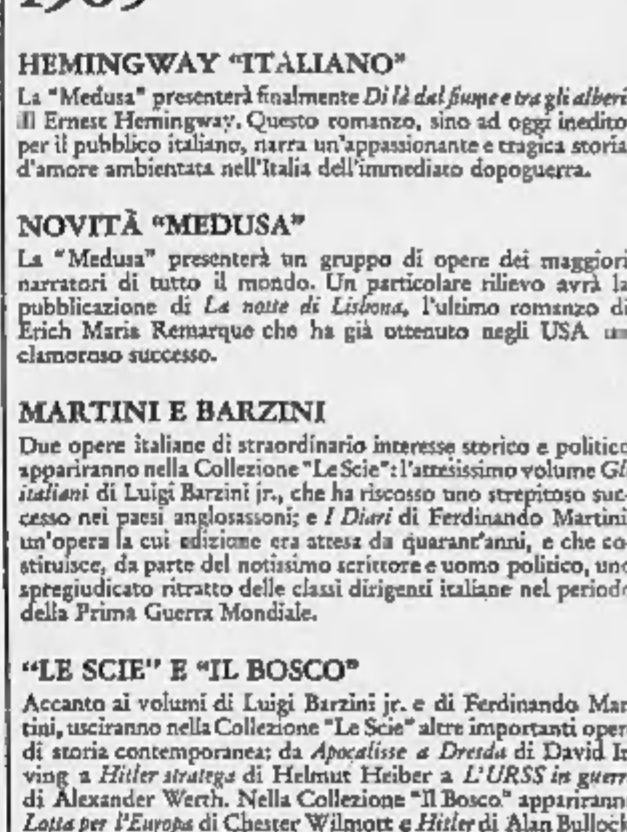 HEMINGWAY "ITALIANO"
La "Medusa" presenterà finalmente Di là dal fiume e tra gli alberi
Ernest Hemingway. Questo romanzo, sino ad oggi inedito
per il pubblico italiano, narra un'appassionante e tragica storia
d'amore ambientata nell'Italia dell'immediato dopoguerra.
NOVITÀ "MEDUSA"
La "Medusa" presenterà un gruppo di opere dei maggiori
narratori di tutto il mondo. Un particolare rilievo avrà la
pubblicazione di La notte di Lisbona, l'ultimo romanzo di
Erich Maria Remarque che ha già ottenuto negli USA un
clamoroso successo.
MARTINI E BARZINI
Due opere italiane di straordinario interesse storico e politico
appariranno nella Collezione "Le Scie": l'attesissimo volume Gli
italiani di Luigi Barzini jr., che ha riscosso uno strepitoso suc-
cesso nei paesi anglosassoni; e I Diari di Ferdinando Martini
un'opera la cui edizione era attesa da quarant'anni, e che co-
stituisce, da parte del notissimo scrittore e uomo politico, uno
spregiudicato ritratto delle classi dirigenti italiane nel periodo
della Prima Guerra Mondiale.
"LE SCIE" E "IL BOSCO"
Accanto ai volumi di Luigi Barzini jr. e di Ferdinando Mar
tini, usciranno nella Collezione "Le Scie" altre importanti oper
di storia contemporanea: da Apocalisse a Dresda di David Ir
ving a Hitler stratega di Helmut Heiber a L'URSS in guerr
di Alexander Werth. Nella Collezione "Il Bosco" apparirann
Lotta per l'Europa di Chester Wilmott e Hitler di Alan Bullock